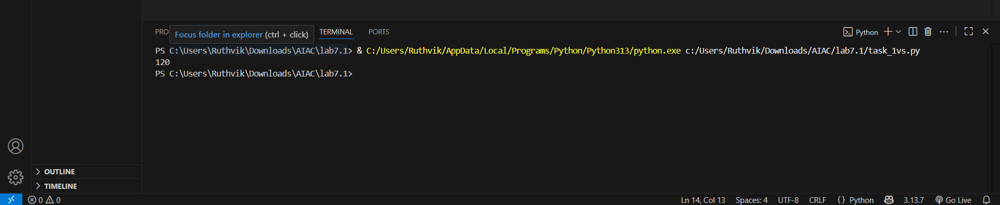 PRO
Focus folder in explorer (ctrl + click)
TERMINAL
PORTS
Python
PS C:\Users\Ruthvik\Downloads\AIAC\lab7.1> & C:/Users/Ruthvik/AppData/Local/Programs/Python/Python313/python.exe c:/Users/Ruthvik/Downloads/AIAC/lab7.1/task_1vs.py
120
PS C:\Users\Ruthvik\Downloads\AIAC\lab7.1>
OUTLINE
TIMELINE
0 0 Ln 14, Col 13 Spaces: 4 UTF-8 CRLF {} Python 3.13.7 Go Live